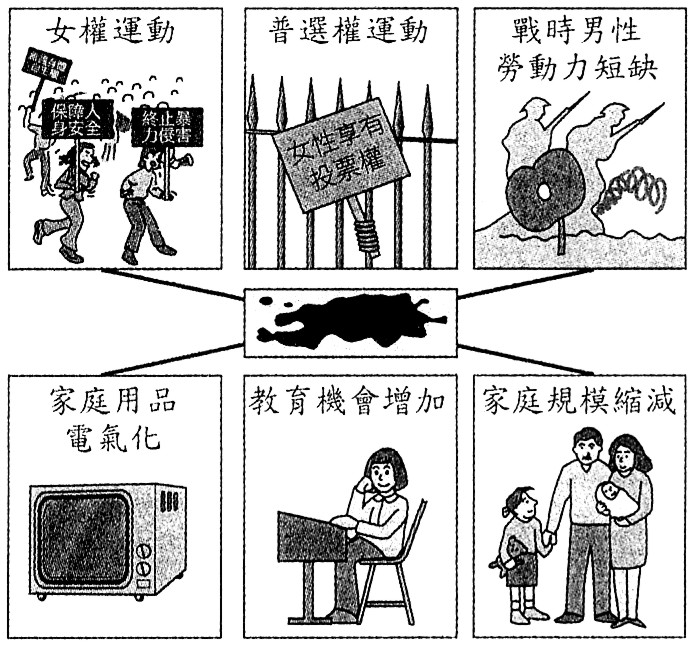 女權運動
普選權運動
戰時男性
勞動力短缺
保障人
身安全
終止暴
力侵害
女性享有
投票權
家庭用品
電氣化
教育機會增加
家庭規模縮減